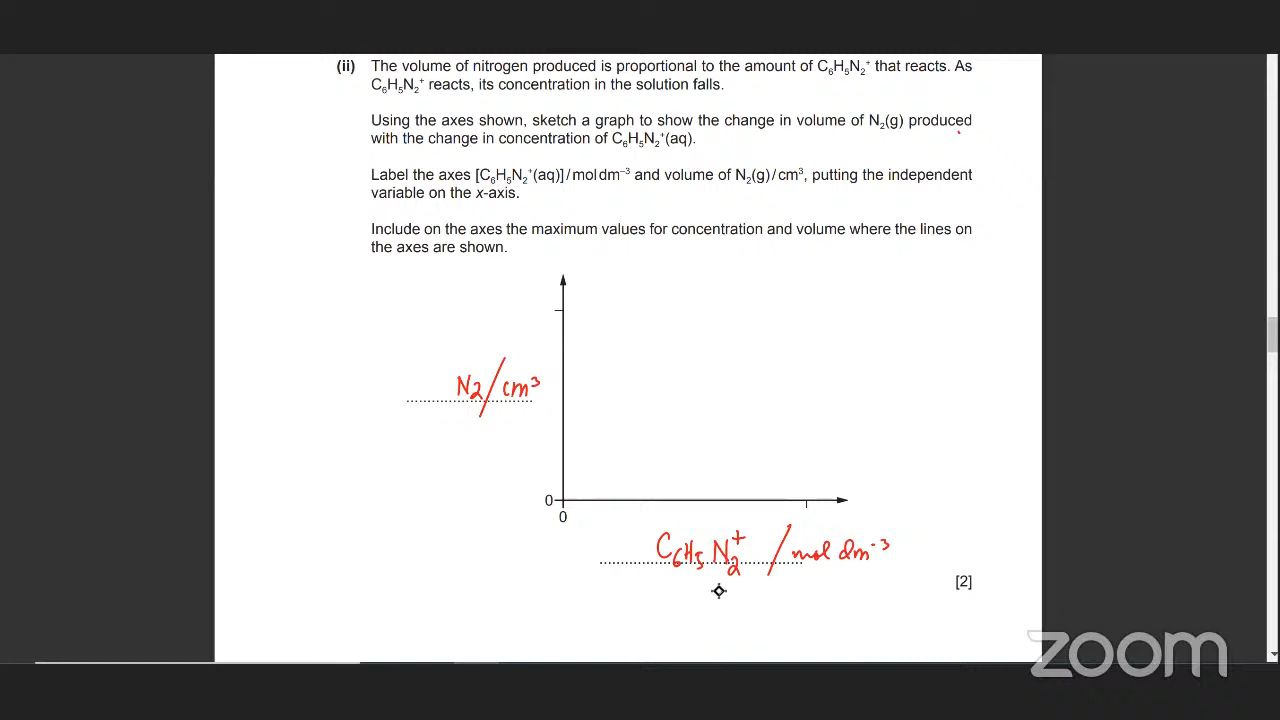 (ii) The volume of nitrogen produced is proportional to the amount of C₆H₅N₂⁺ that reacts. As
C₆H₅N₂⁺ reacts, its concentration in the solution falls.
Using the axes shown, sketch a graph to show the change in volume of N₂(g) produced
with the change in concentration of C₆H₅N₂⁺(aq).
Label the axes [C₆H₅N₂⁺(aq)]/mol dm⁻³ and volume of N₂(g)/cm³, putting the independent
variable on the x-axis.
Include on the axes the maximum values for concentration and volume where the lines on
the axes are shown.
N2/cm³
0
0
C₆H₅N₂⁺ /mol dm⁻³
[2]
zoom